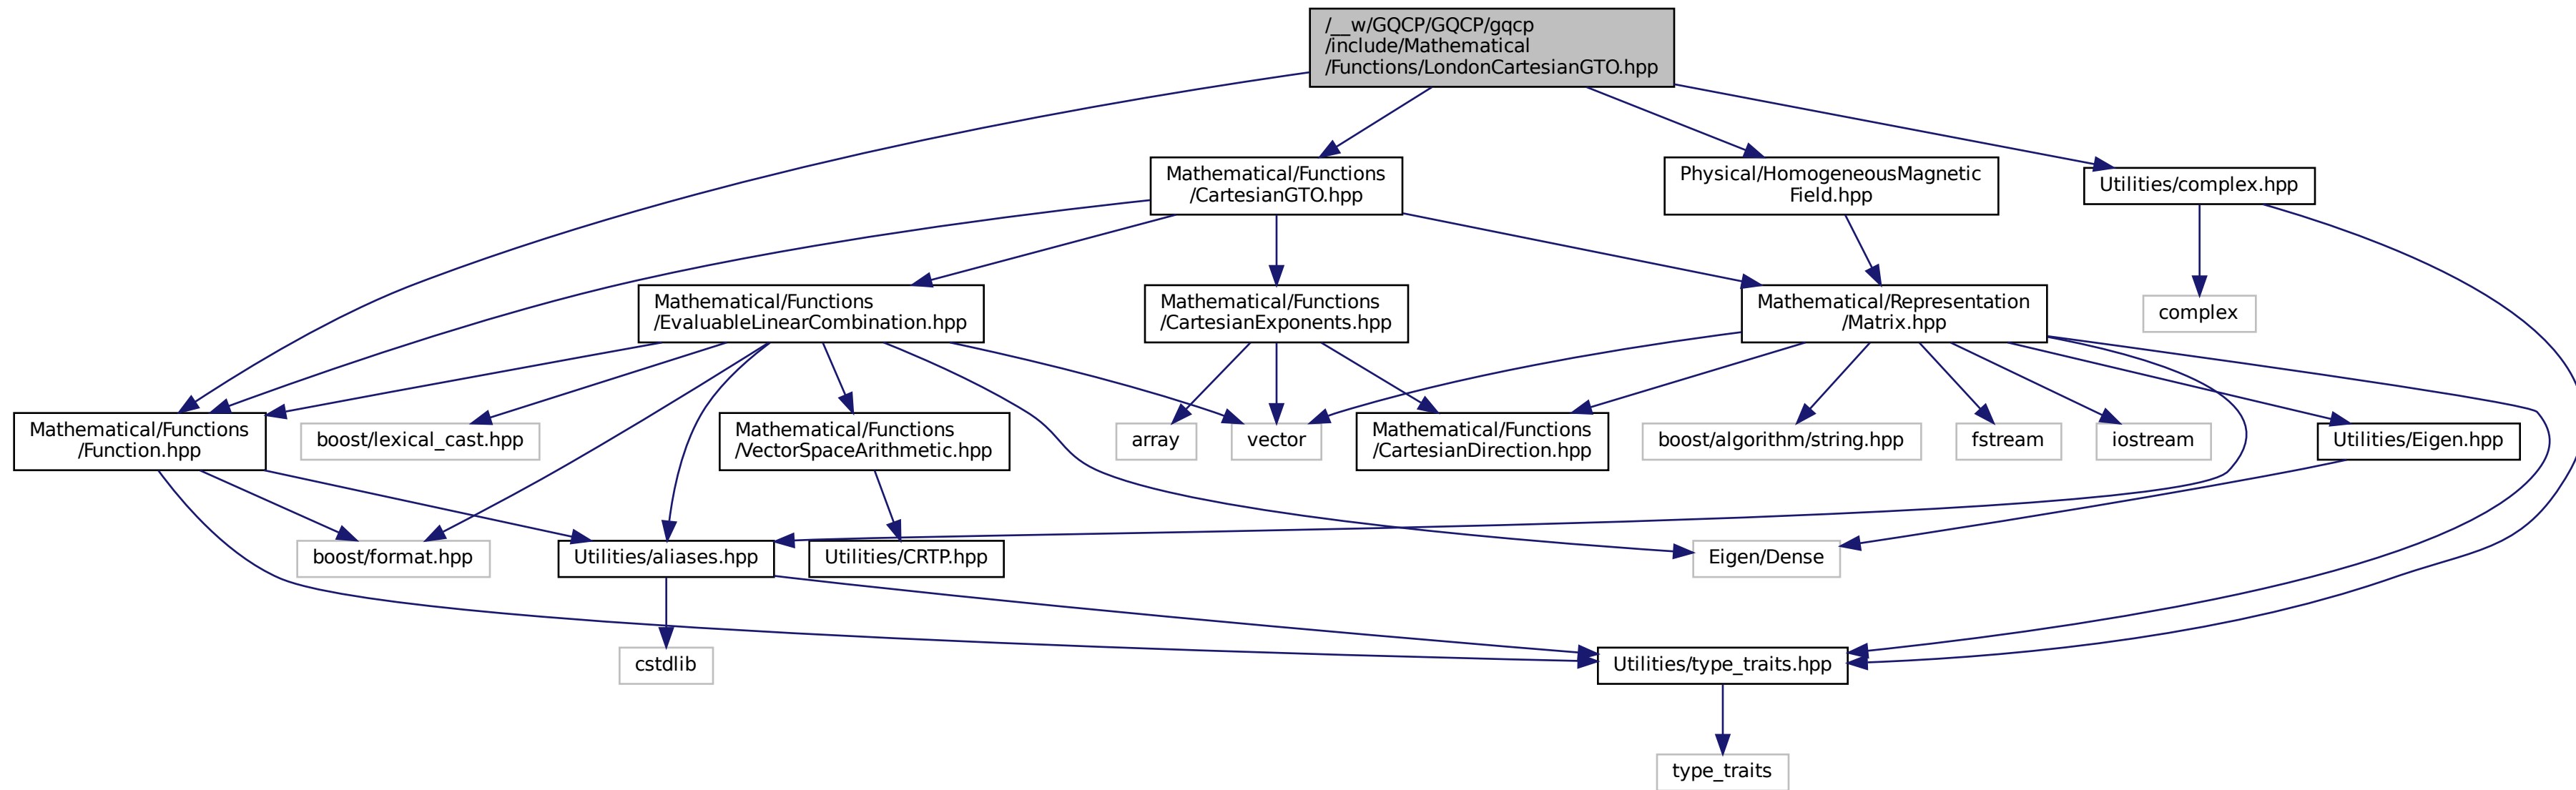 /__w/GQCP/GQCP/gqcp
/include/Mathematical
/Functions/LondonCartesianGTO.hpp
Mathematical/Functions
/CartesianGTO.hpp
Physical/HomogeneousMagnetic
Field.hpp
Utilities/complex.hpp
Mathematical/Functions
/EvaluableLinearCombination.hpp
Mathematical/Functions
/CartesianExponents.hpp
Mathematical/Representation
/Matrix.hpp
complex
Mathematical/Functions
/Function.hpp
boost/lexical_cast.hpp
Mathematical/Functions
/VectorSpaceArithmetic.hpp
array
vector
Mathematical/Functions
/CartesianDirection.hpp
boost/algorithm/string.hpp
fstream
iostream
Utilities/Eigen.hpp
boost/format.hpp
Utilities/aliases.hpp
Utilities/CRTP.hpp
Eigen/Dense
cstdlib
Utilities/type_traits.hpp
type_traits